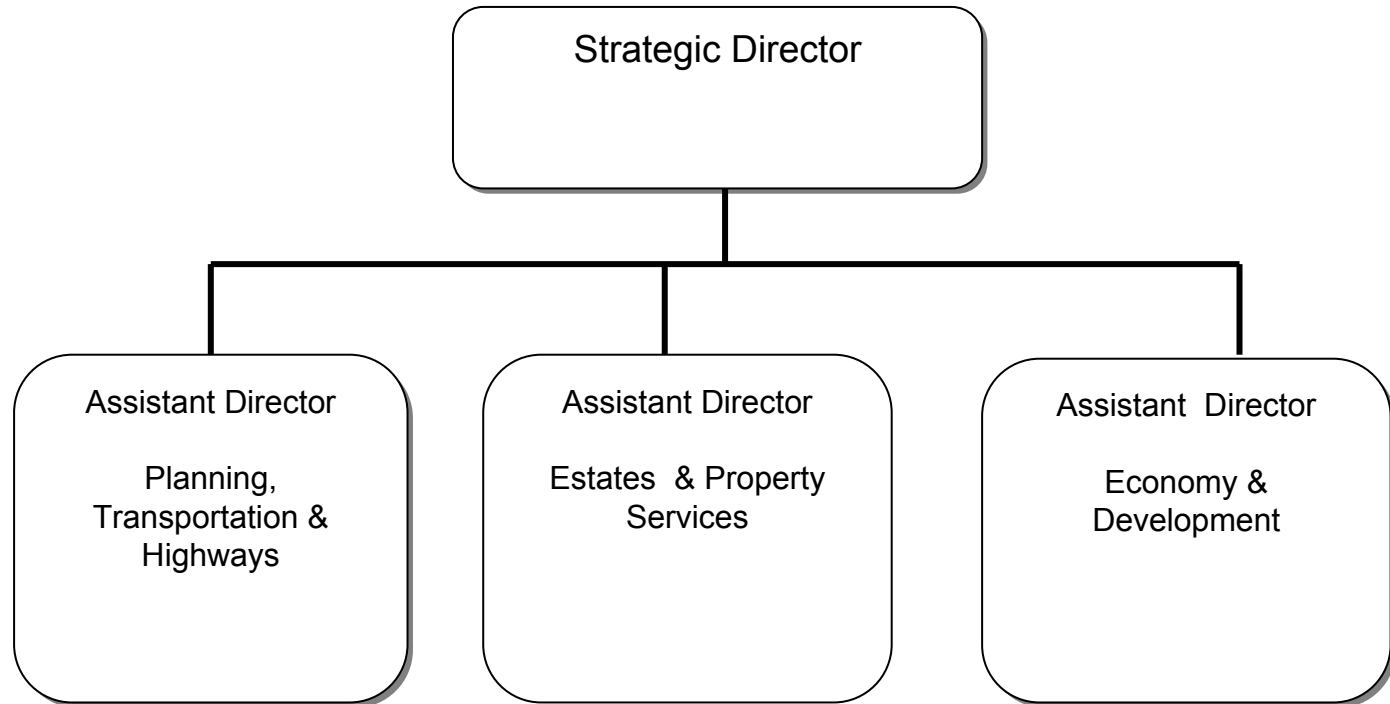 Strategic Director
Assistant Director
Planning,
Transportation &
Highways
Assistant Director
Estates & Property
Services
Assistant Director
Economy &
Development